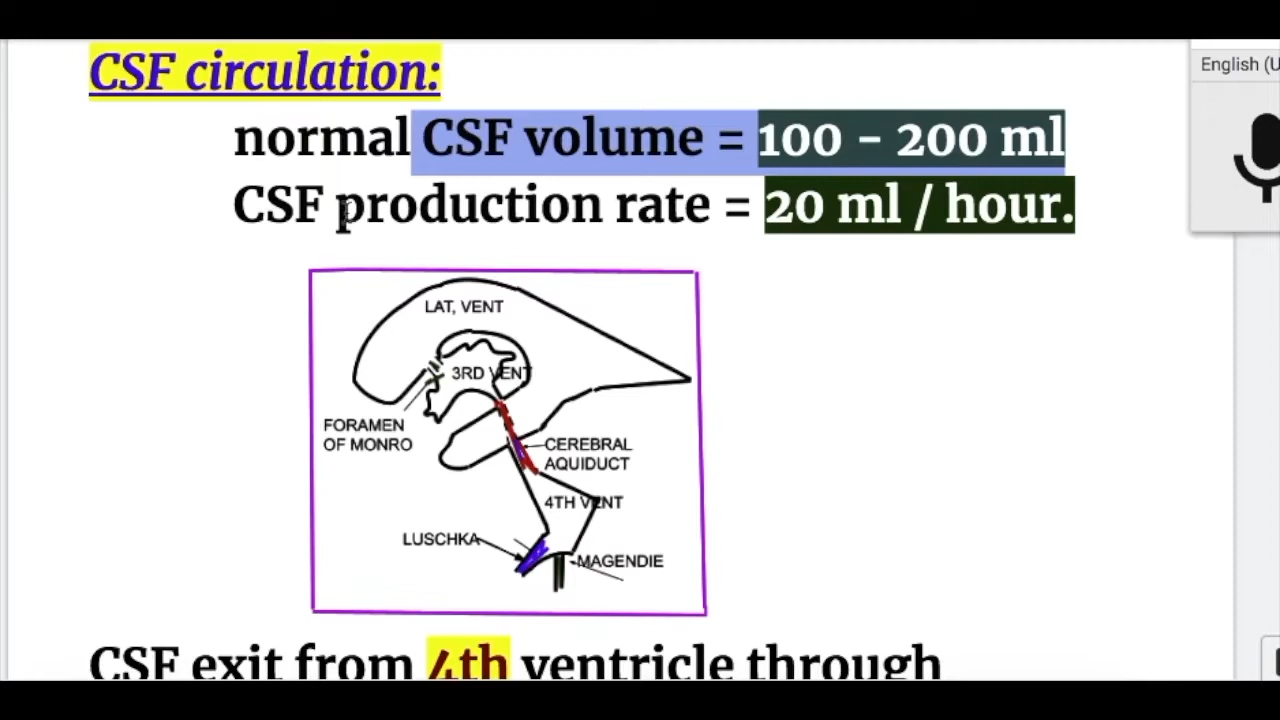 CSF circulation:
English (U
normal CSF volume = 100 - 200 ml
CSF production rate = 20 ml / hour.
LAT, VENT
3RD VENT
FORAMEN
OF MONRO
CEREBRAL
AQUIDUCT
4TH VENT
LUSCHKA
MAGENDIE
CSF exit from 4th ventricle through